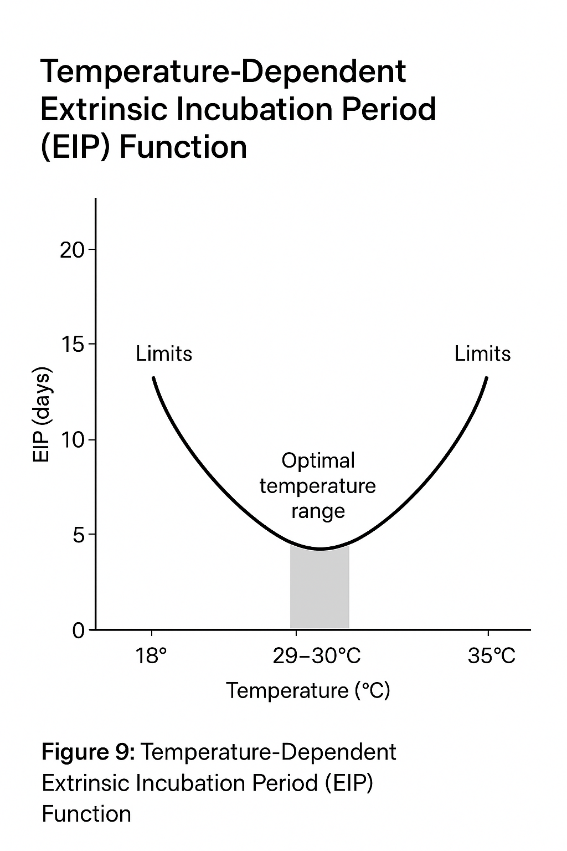 Temperature-Dependent
Extrinsic Incubation Period
(EIP) Function
20
15
10
5
0
EIP (days)
Limits
Limits
Optimal
temperature
range
18°
29–30°C
35°C
Temperature (°C)
Figure 9: Temperature-Dependent
Extrinsic Incubation Period (EIP)
Function